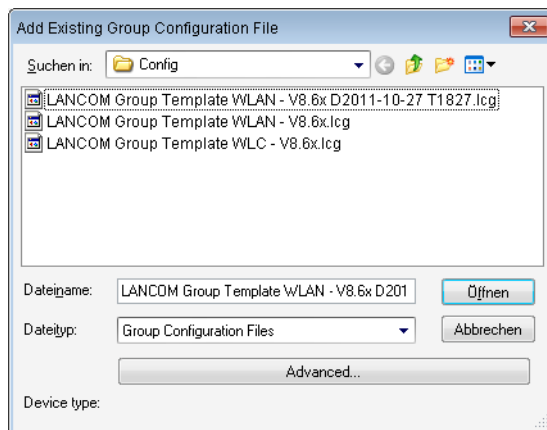 Add Existing Group Configuration File
Suchen in: Config
LANCOM Group Template WLAN - V8.6x D2011-10-27 T1827.lcg
LANCOM Group Template WLAN - V8.6x.lcg
LANCOM Group Template WLC - V8.6x.lcg
Dateiname: LANCOM Group Template WLAN - V8.6x D201 Öffnen
Dateityp: Group Configuration Files Abbrechen
Advanced...
Device type: